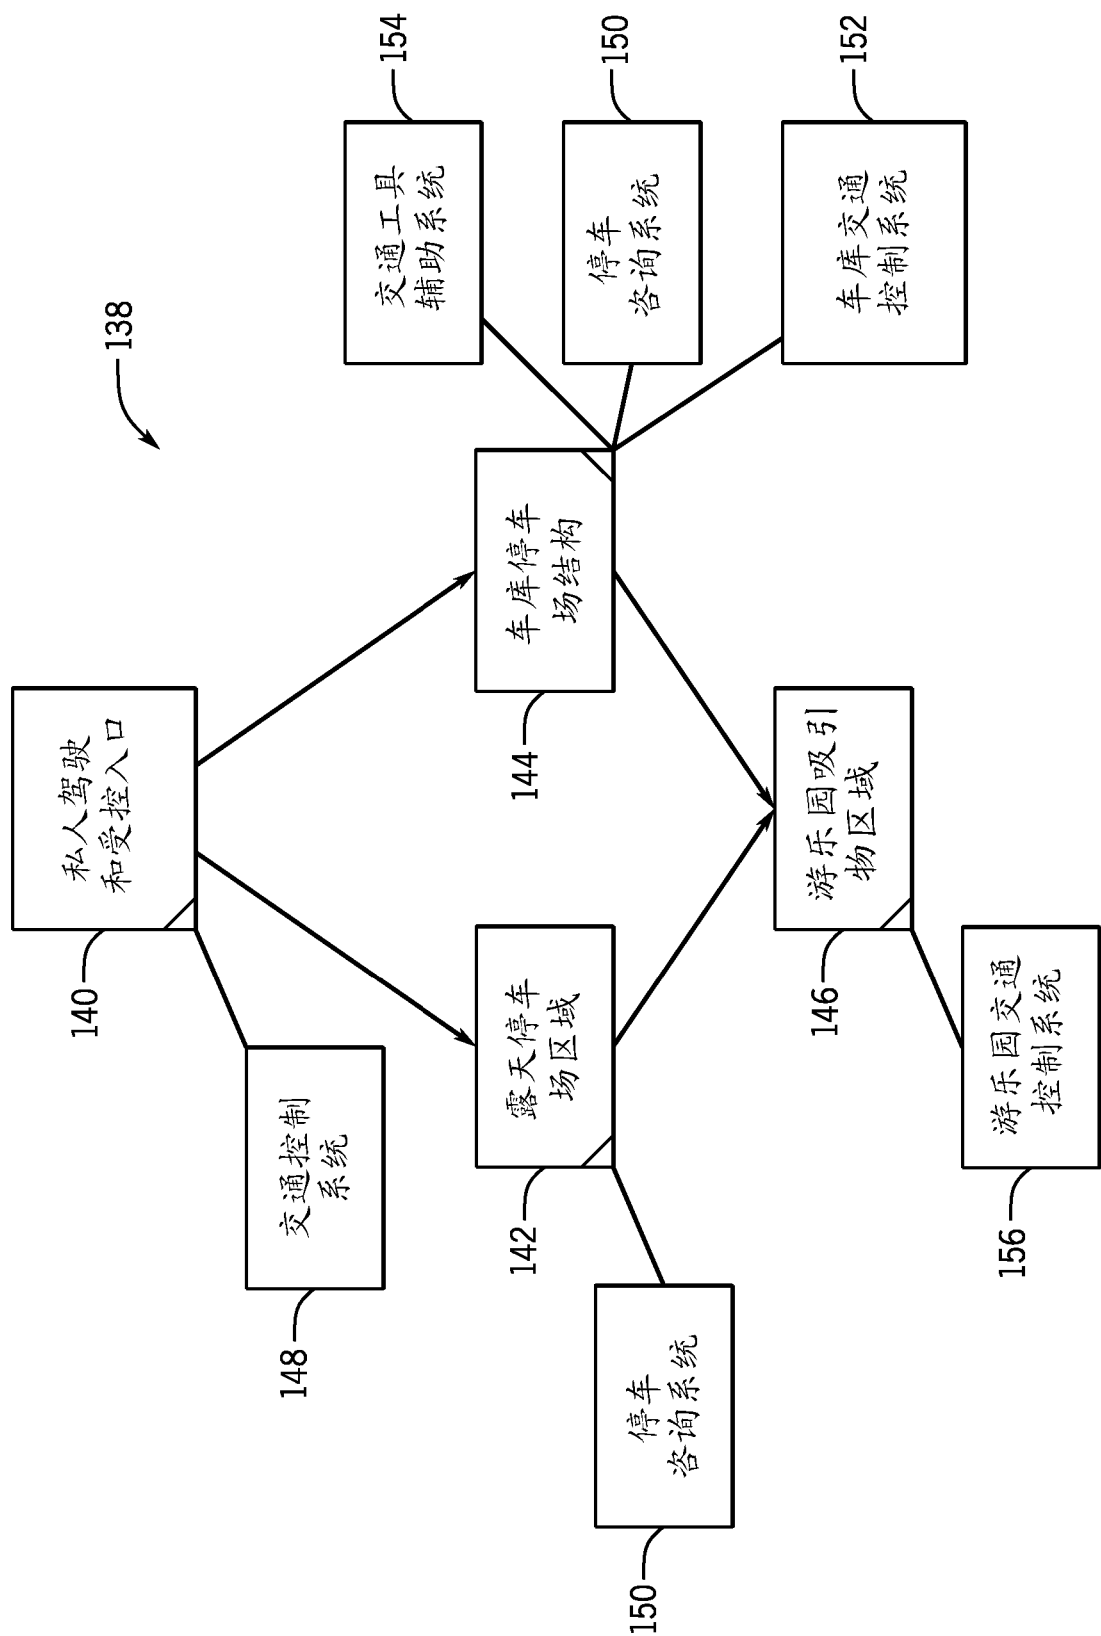 138
私人驾驶
和受控入口
140
交通控制
系统
148
露天停车
场区域
142
停车
咨询系统
150
车库停车
场结构
144
交通工具
辅助系统
154
停车
咨询系统
150
车库交通
控制系统
152
游乐园吸引
物区域
146
游乐园交通
控制系统
156